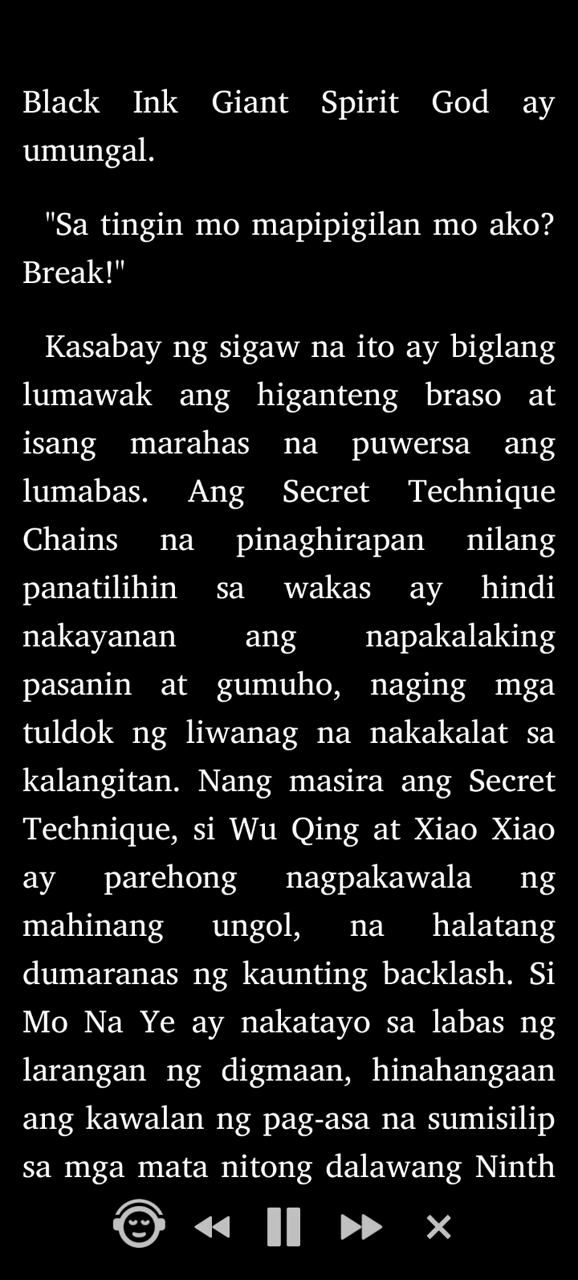 Black Ink Giant Spirit God ay
umungal.
"Sa tingin mo mapipigilan mo ako?
Break!"
Kasabay ng sigaw na ito ay biglang
lumawak ang higanteng braso at
isang marahas na puwersa ang
lumabas. Ang Secret Technique
Chains na pinaghirapan nilang
panatilihin sa wakas ay hindi
nakayanan ang napakalaking
pasanin at gumuho, naging mga
tuldok ng liwanag na nakakalat sa
kalangitan. Nang masira ang Secret
Technique, si Wu Qing at Xiao Xiao
ay parehong nagpakawala ng
mahinang ungol, na halatang
dumaranas ng kaunting backlash. Si
Mo Na Ye ay nakatayo sa labas ng
larangan ng digmaan, hinahangaan
ang kawalan ng pag-asa na sumisilip
sa mga mata nitong dalawang Ninth